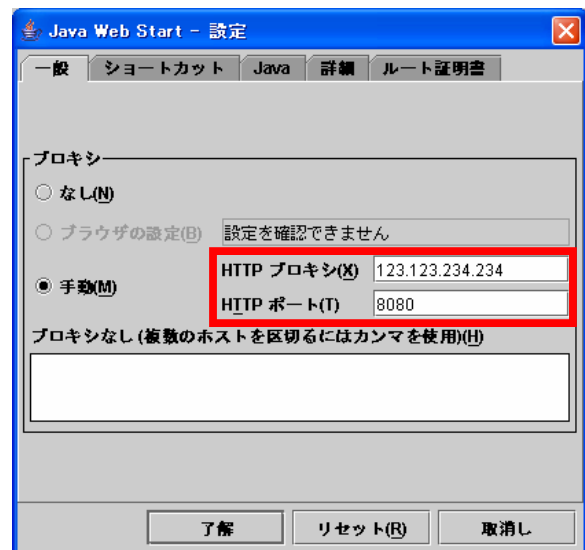 Java Web Start - 設定
一般 ショートカット Java 詳細 ルート証明書
ブロキシ
なし(N)
ブラウザの設定(B) 設定を確認できません
手動(M)
HTTP ブロキシ(X) 123.123.234.234
HTTP ポート(T) 8080
ブロキシなし (複数のホストを区切るにはカンマを使用)(H)
了解 リセット(R) 取消し